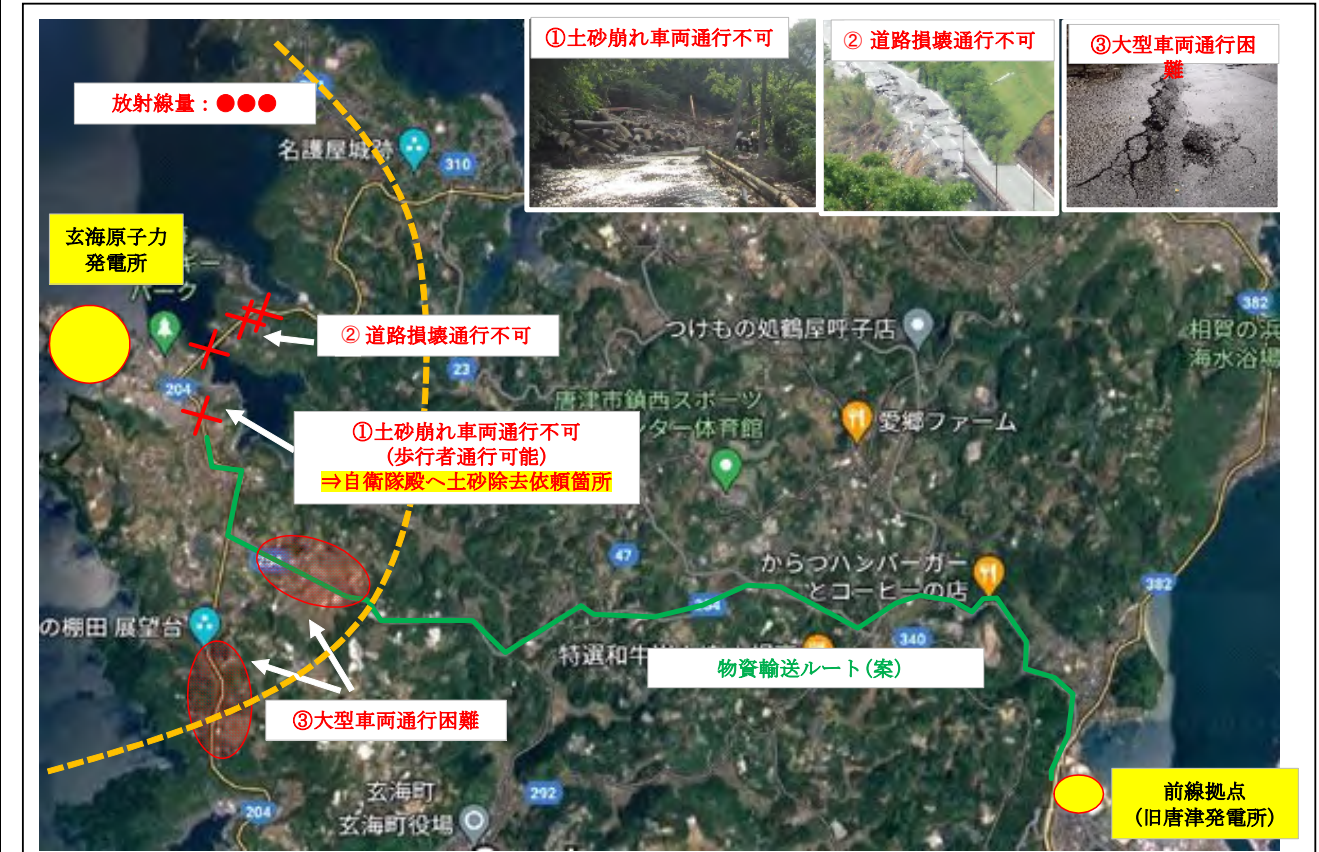 ①土砂崩れ車両通行不可
② 道路損壊通行不可
③大型車両通行困
難
放射線量：●●●
名護屋城跡
310
玄海原子力
発電所
パーク
382
つけもの処鶴屋呼子店
相賀の浜
海水浴場
② 道路損壊通行不可
23
204
唐津市鎮西スポーツ
ンター体育館
愛郷ファーム
①土砂崩れ車両通行不可
(歩行者通行可能)
⇒自衛隊殿へ土砂除去依頼箇所
47
からつハンバーガー
とコーヒーの店
382
の棚田 展望台
340
特選和牛
物資輸送ルート(案)
③大型車両通行困難
玄海町
玄海町役場
292
204
前線拠点
(旧唐津発電所)